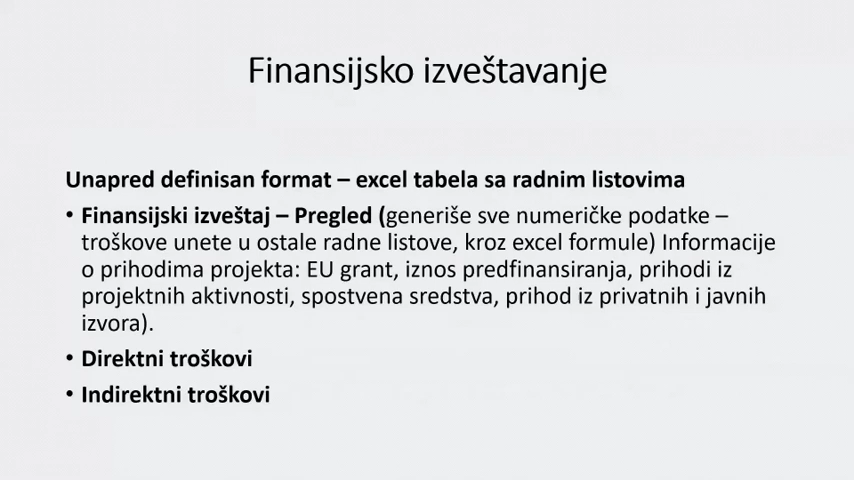 Finansijsko izveštavanje
Unapred definisan format – excel tabela sa radnim listovima
• Finansijski izveštaj – Pregled (generiše sve numeričke podatke –
troškove unete u ostale radne listove, kroz excel formule) Informacije
o prihodima projekta: EU grant, iznos predfinansiranja, prihodi iz
projektnih aktivnosti, spostvena sredstva, prihod iz privatnih i javnih
izvora).
• Direktni troškovi
• Indirektni troškovi